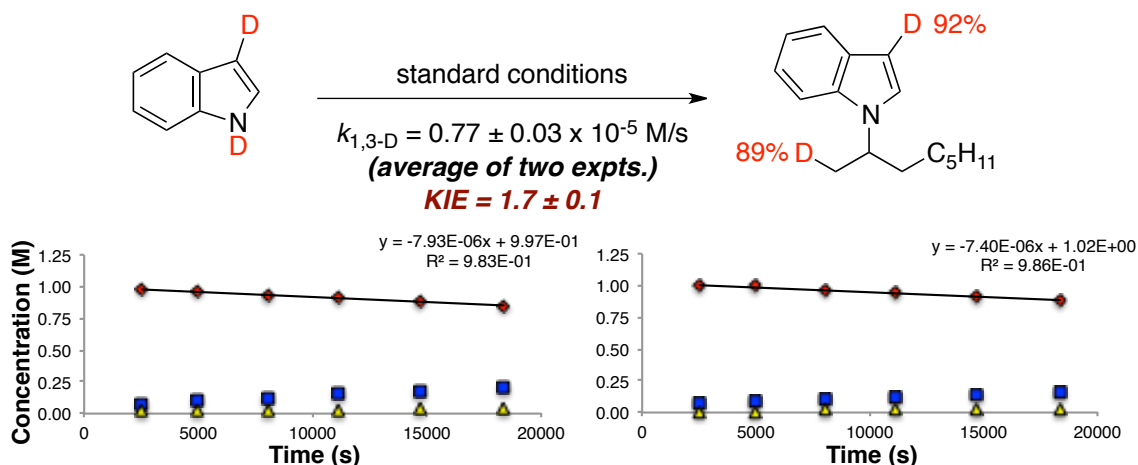 D
N
D
standard conditions
k1,3-D = 0.77 ± 0.03 x 10-5 M/s
(average of two expts.)
KIE = 1.7 ± 0.1
D 92%
N
89% D
C5H11
y = -7.93E-06x + 9.97E-01
R² = 9.83E-01
Concentration (M)
1.25
1.00
0.75
0.50
0.25
0.00
0
5000
10000
15000
20000
Time (s)
y = -7.40E-06x + 1.02E+00
R² = 9.86E-01
1.25
1.00
0.75
0.50
0.25
0.00
0
5000
10000
15000
20000
Time (s)